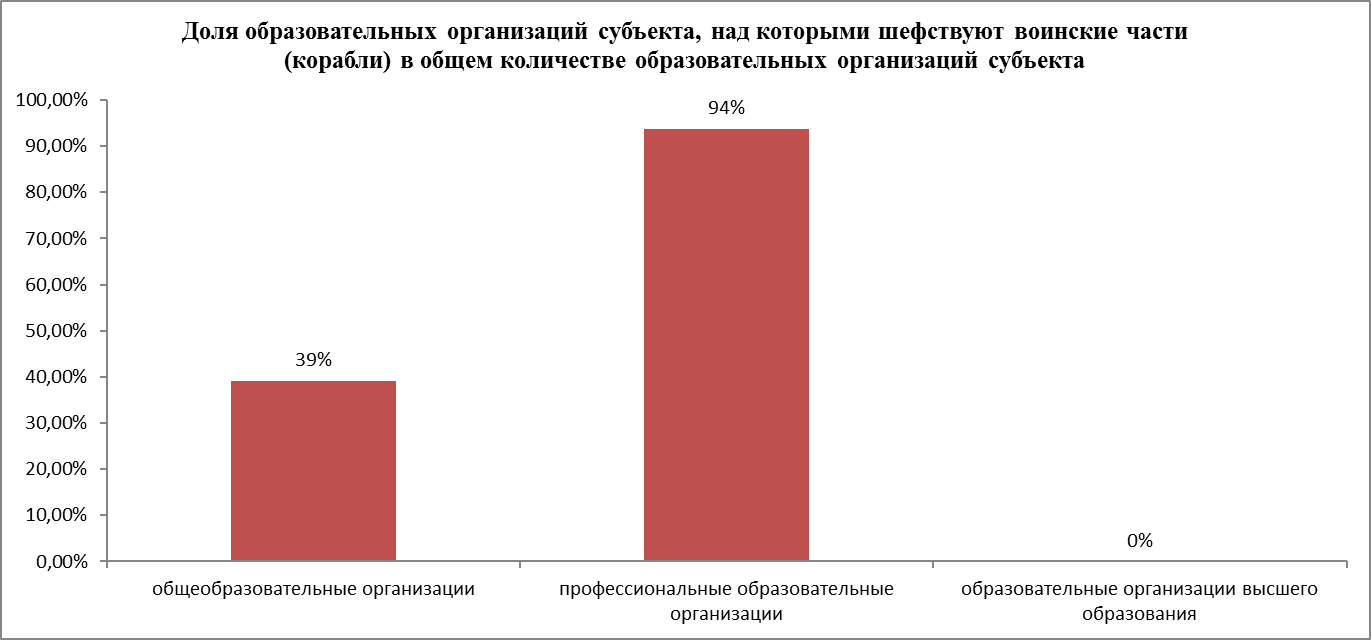 Доля образовательных организаций субъекта, над которыми шефствуют воинские части
(корабли) в общем количестве образовательных организаций субъекта
100,00%
90,00%
80,00%
70,00%
60,00%
50,00%
40,00%
30,00%
20,00%
10,00%
0,00%
39%
94%
0%
общеобразовательные организации
профессиональные образовательные
организации
образовательные организации высшего
образования